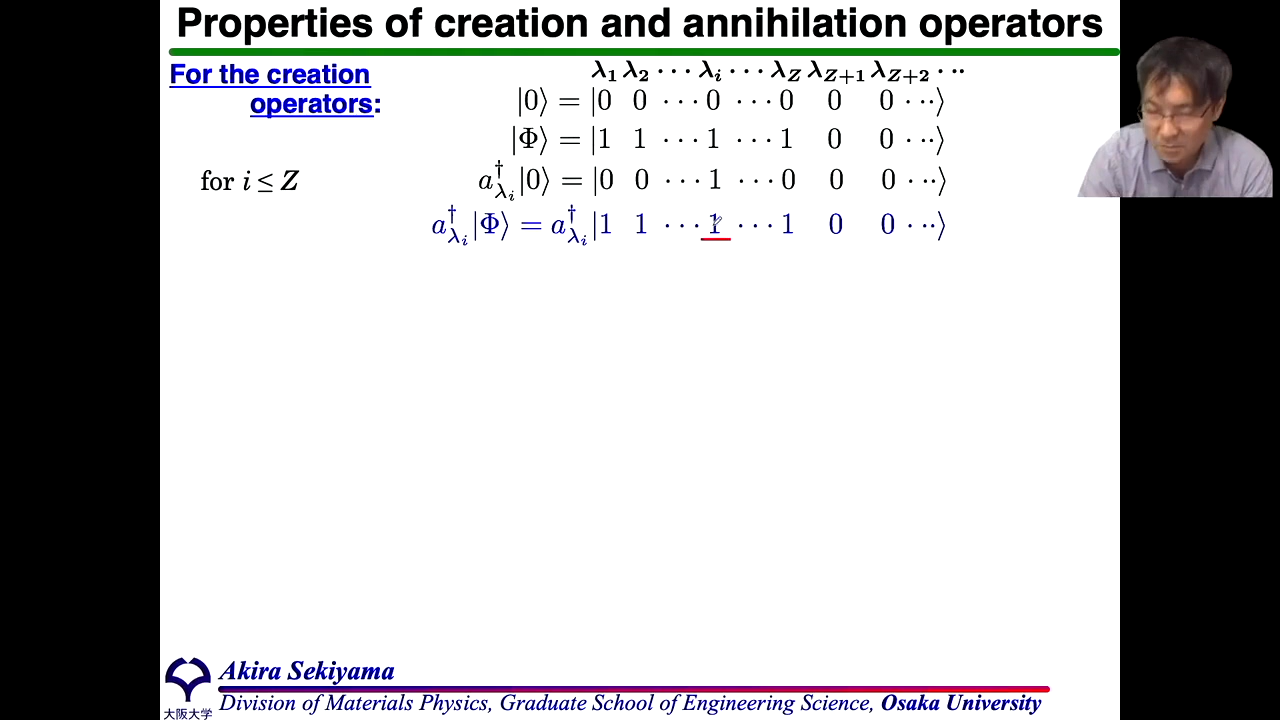 Properties of creation and annihilation operators
For the creation
operators:
λ₁ λ₂ ··· λᵢ ··· λ_Z λ_{Z+1} λ_{Z+2} ···
|0⟩ = |0 0 ··· 0 ··· 0 0 0 ···⟩
|Φ⟩ = |1 1 ··· 1 ··· 1 0 0 ···⟩
for i ≤ Z a†_{λᵢ}|0⟩ = |0 0 ··· 1 ··· 0 0 0 ···⟩
a†_{λᵢ}|Φ⟩ = a†_{λᵢ}|1 1 ··· 1 ··· 1 0 0 ···⟩
Akira Sekiyama
Division of Materials Physics, Graduate School of Engineering Science, Osaka University
大阪大学